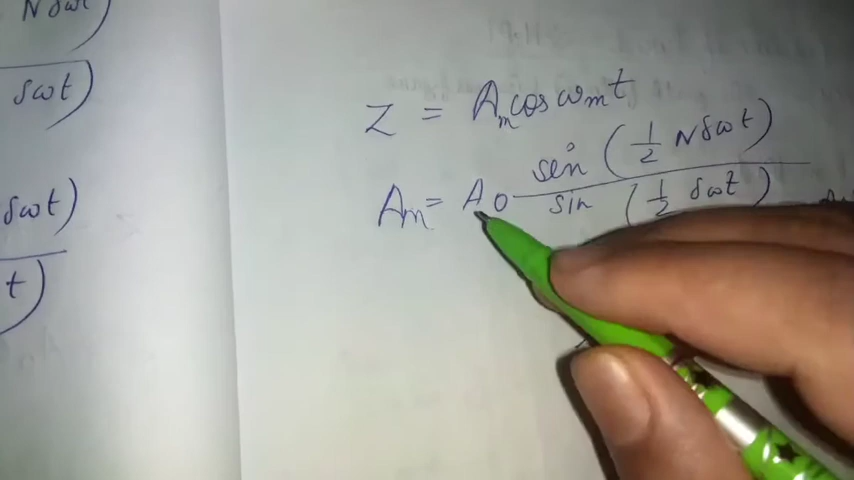 Nδωt)
δωt)
δωt)
t)
Z = Aₘcos ωₘt
Aₘ = A₀ sin (1/2 Nδωt) / sin (1/2 δωt)